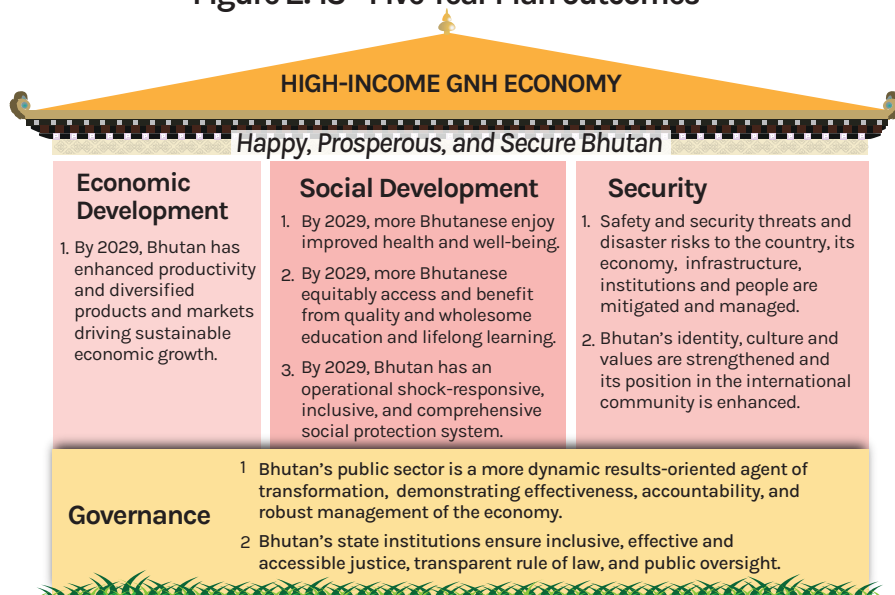 Figure Five Year Plan Outcomes
HIGH-INCOME GNH ECONOMY
Happy, Prosperous, and Secure Bhutan
Economic
Development
1. By 2029, Bhutan has
enhanced productivity
and diversified
products and markets
driving sustainable
economic growth.
Social Development
1. By 2029, more Bhutanese enjoy
improved health and well-being.
2. By 2029, more Bhutanese
equitably access and benefit
from quality and wholesome
education and lifelong learning.
3. By 2029, Bhutan has an
operational shock-responsive,
inclusive, and comprehensive
social protection system.
Security
1. Safety and security threats and
disaster risks to the country, its
economy, infrastructure,
institutions and people are
mitigated and managed.
2. Bhutan's identity, culture and
values are strengthened and
its position in the international
community is enhanced.
Governance
1 Bhutan's public sector is a more dynamic results-oriented agent of
transformation, demonstrating effectiveness, accountability, and
robust management of the economy.
2 Bhutan's state institutions ensure inclusive, effective and
accessible justice, transparent rule of law, and public oversight.